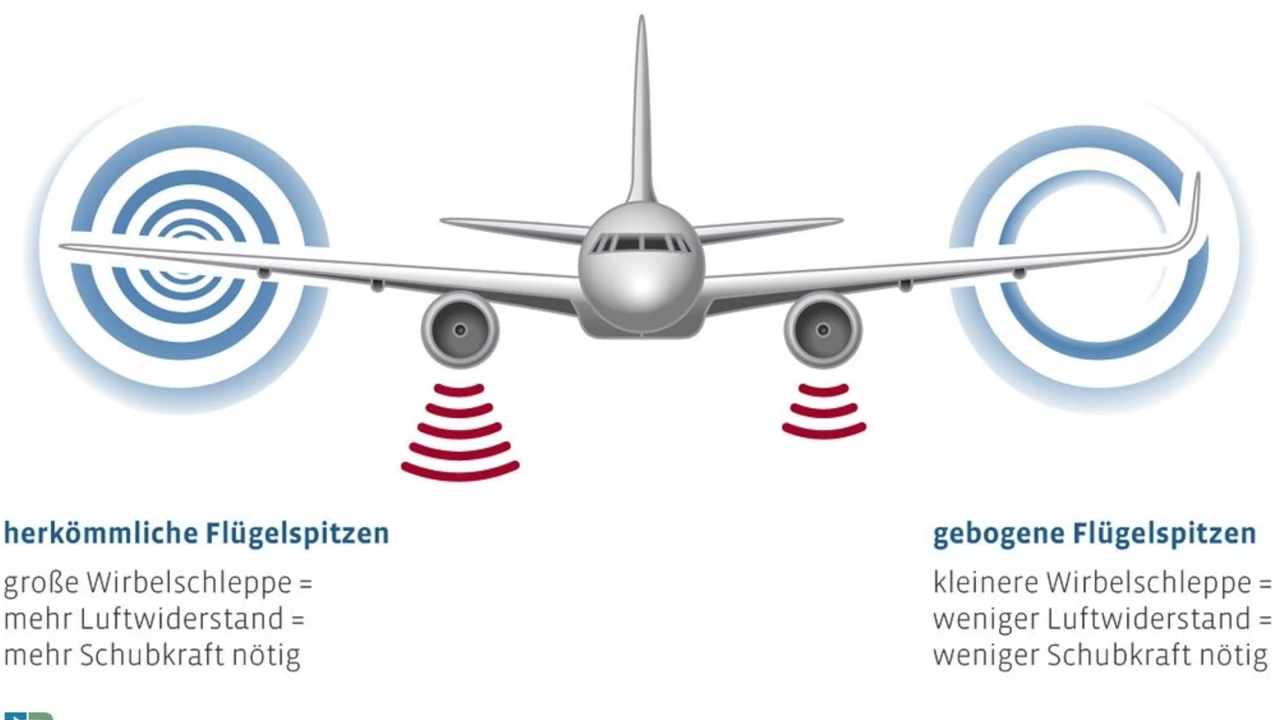 herkömmliche Flügelspitzen
große Wirbelschleppe =
mehr Luftwiderstand =
mehr Schubkraft nötig
gebogene Flügelspitzen
kleinere Wirbelschleppe =
weniger Luftwiderstand =
weniger Schubkraft nötig